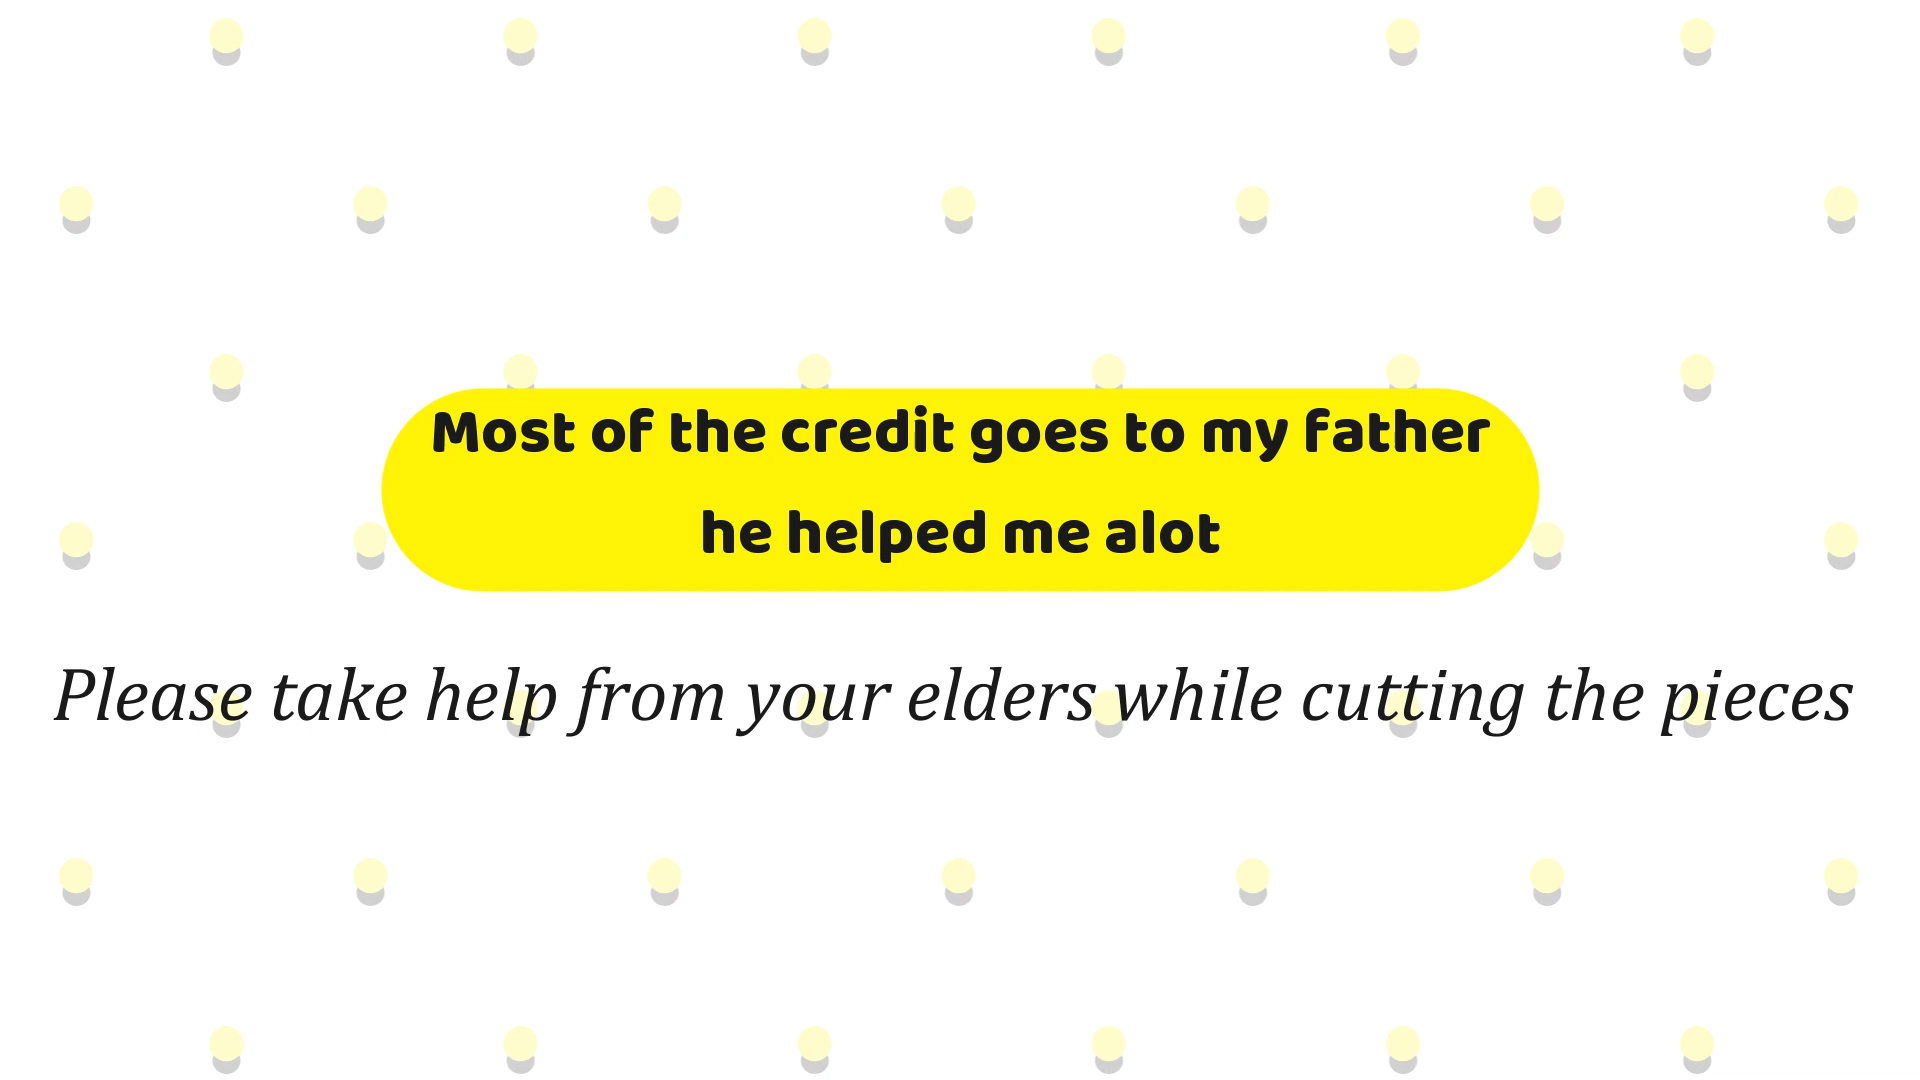 Most of the credit goes to my father
he helped me alot
Please take help from your elders while cutting the pieces